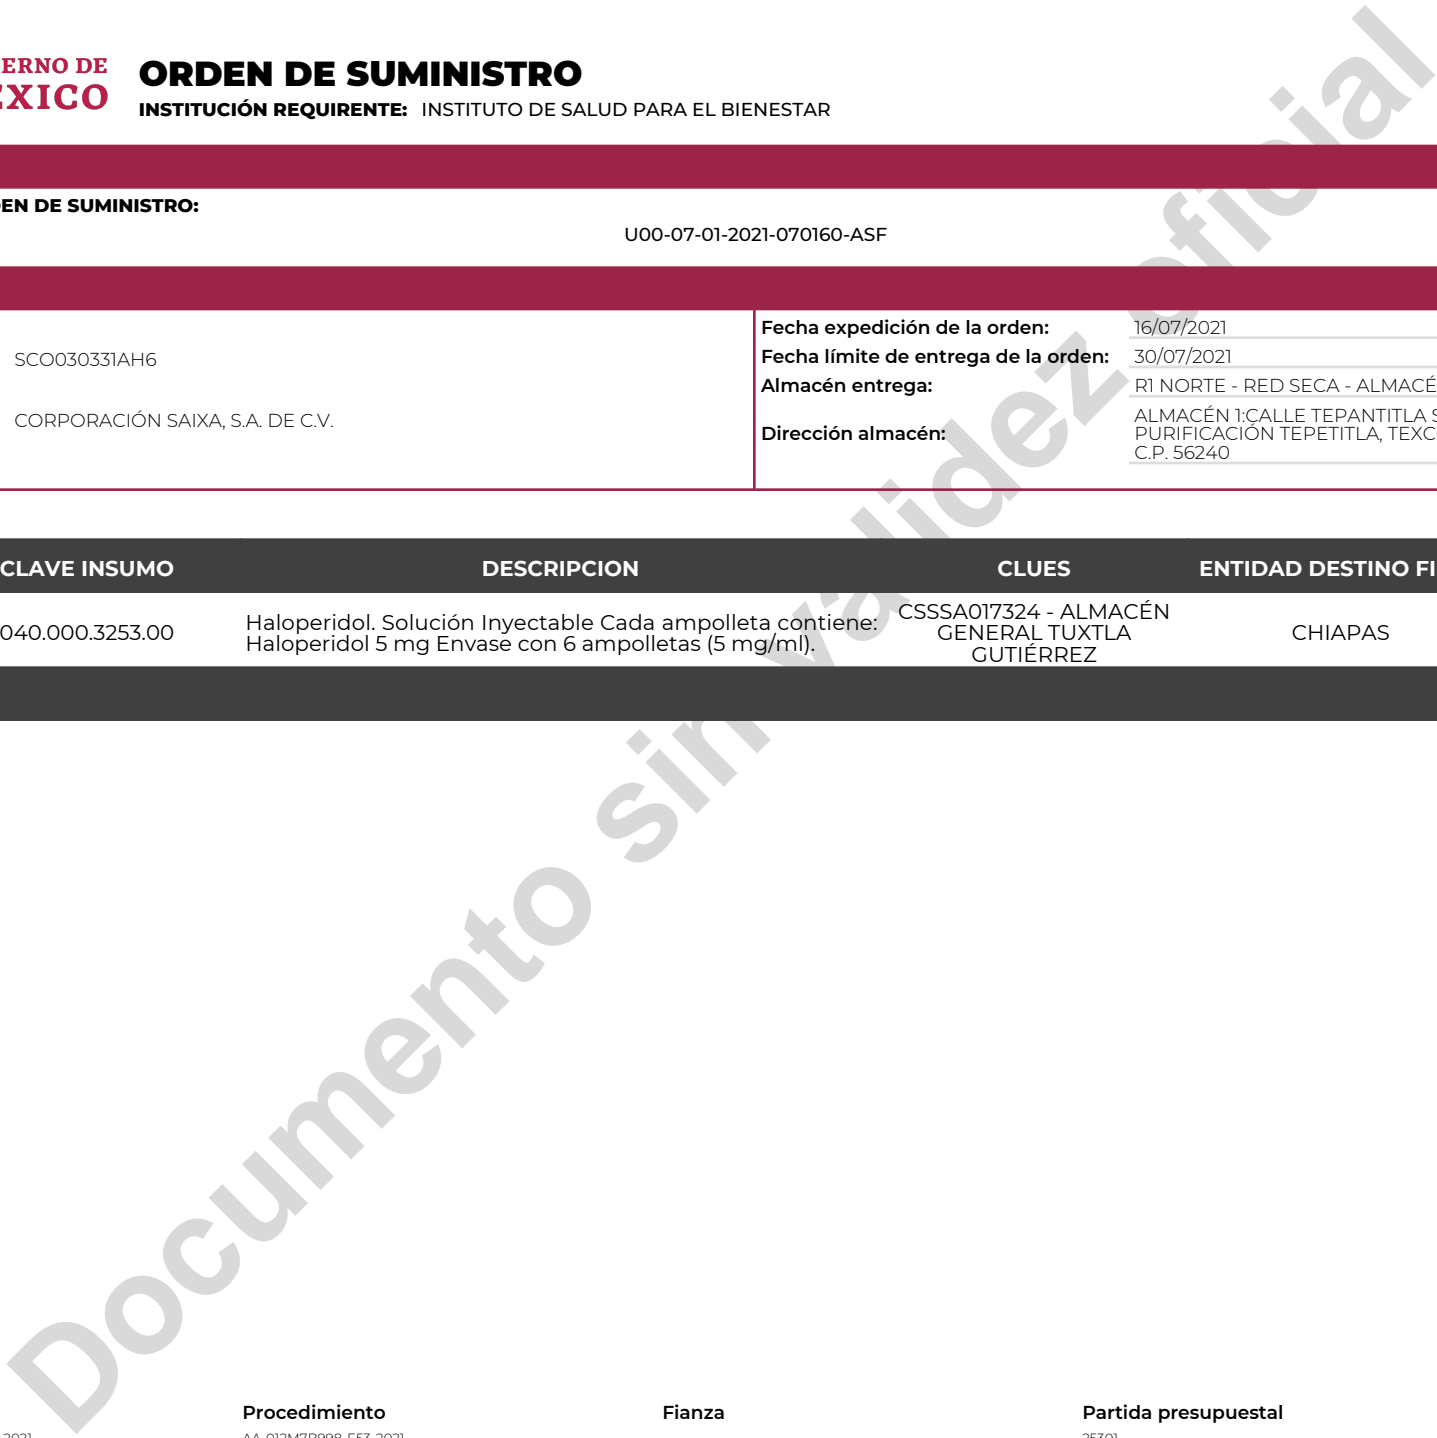 ERNO DE
ÉXICO
ORDEN DE SUMINISTRO
INSTITUCIÓN REQUIRENTE: INSTITUTO DE SALUD PARA EL BIENESTAR
EN DE SUMINISTRO:
U00-07-01-2021-070160-ASF
SCO030331AH6
CORPORACIÓN SAIXA, S.A. DE C.V.
Fecha expedición de la orden: 16/07/2021
Fecha límite de entrega de la orden: 30/07/2021
Almacén entrega: R1 NORTE - RED SECA - ALMACÉ
Dirección almacén:
ALMACÉN 1:CALLE TEPANTITLA S
PURIFICACIÓN TEPETITLA, TEXC
C.P. 56240
CLAVE INSUMO DESCRIPCION CLUES ENTIDAD DESTINO FI
040.000.3253.00
Haloperidol. Solución Inyectable Cada ampolleta contiene:
Haloperidol 5 mg Envase con 6 ampolletas (5 mg/ml).
CSSSA017324 - ALMACÉN
GENERAL TUXTLA
GUTIÉRREZ
CHIAPAS
Documento sin validez oficial
Procedimiento Fianza Partida presupuestal